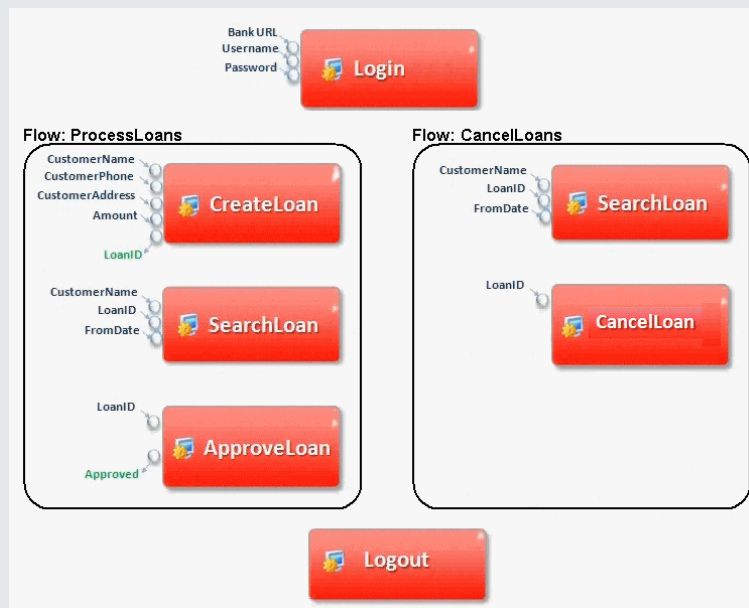 Bank URL
Username
Password
Login
Flow: ProcessLoans
CustomerName
CustomerPhone
CustomerAddress
Amount
LoanID
CreateLoan
CustomerName
LoanID
FromDate
SearchLoan
LoanID
Approved
ApproveLoan
Flow: CancelLoans
CustomerName
LoanID
FromDate
SearchLoan
LoanID
CancelLoan
Logout